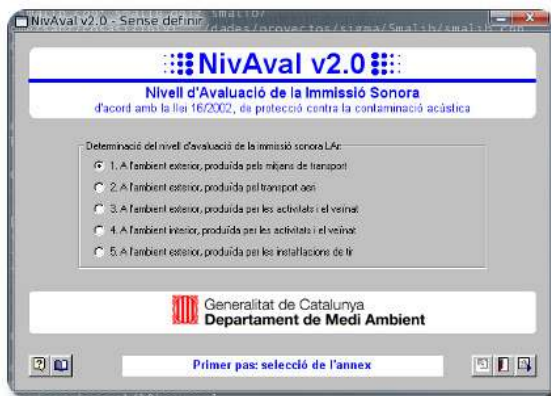 NivAval v2.0 - Sense definir
NivAval v2.0
Nivell d'Avaluació de la Immissió Sonora
d'acord amb la llei 16/2002, de protecció contra la contaminació acústica
Determinació del nivell d'avaluació de la immissió sonora LAr:
1. A l'ambient exterior, produïda pels mitjans de transport
2. A l'ambient exterior, produïda pel transport aeri
3. A l'ambient exterior, produïda per les activitats i el veïnat
4. A l'ambient interior, produïda per les activitats i el veïnat
5. A l'ambient exterior, produïda per les instal·lacions de tir
Generalitat de Catalunya
Departament de Medi Ambient
Primer pas: selecció de l'annex